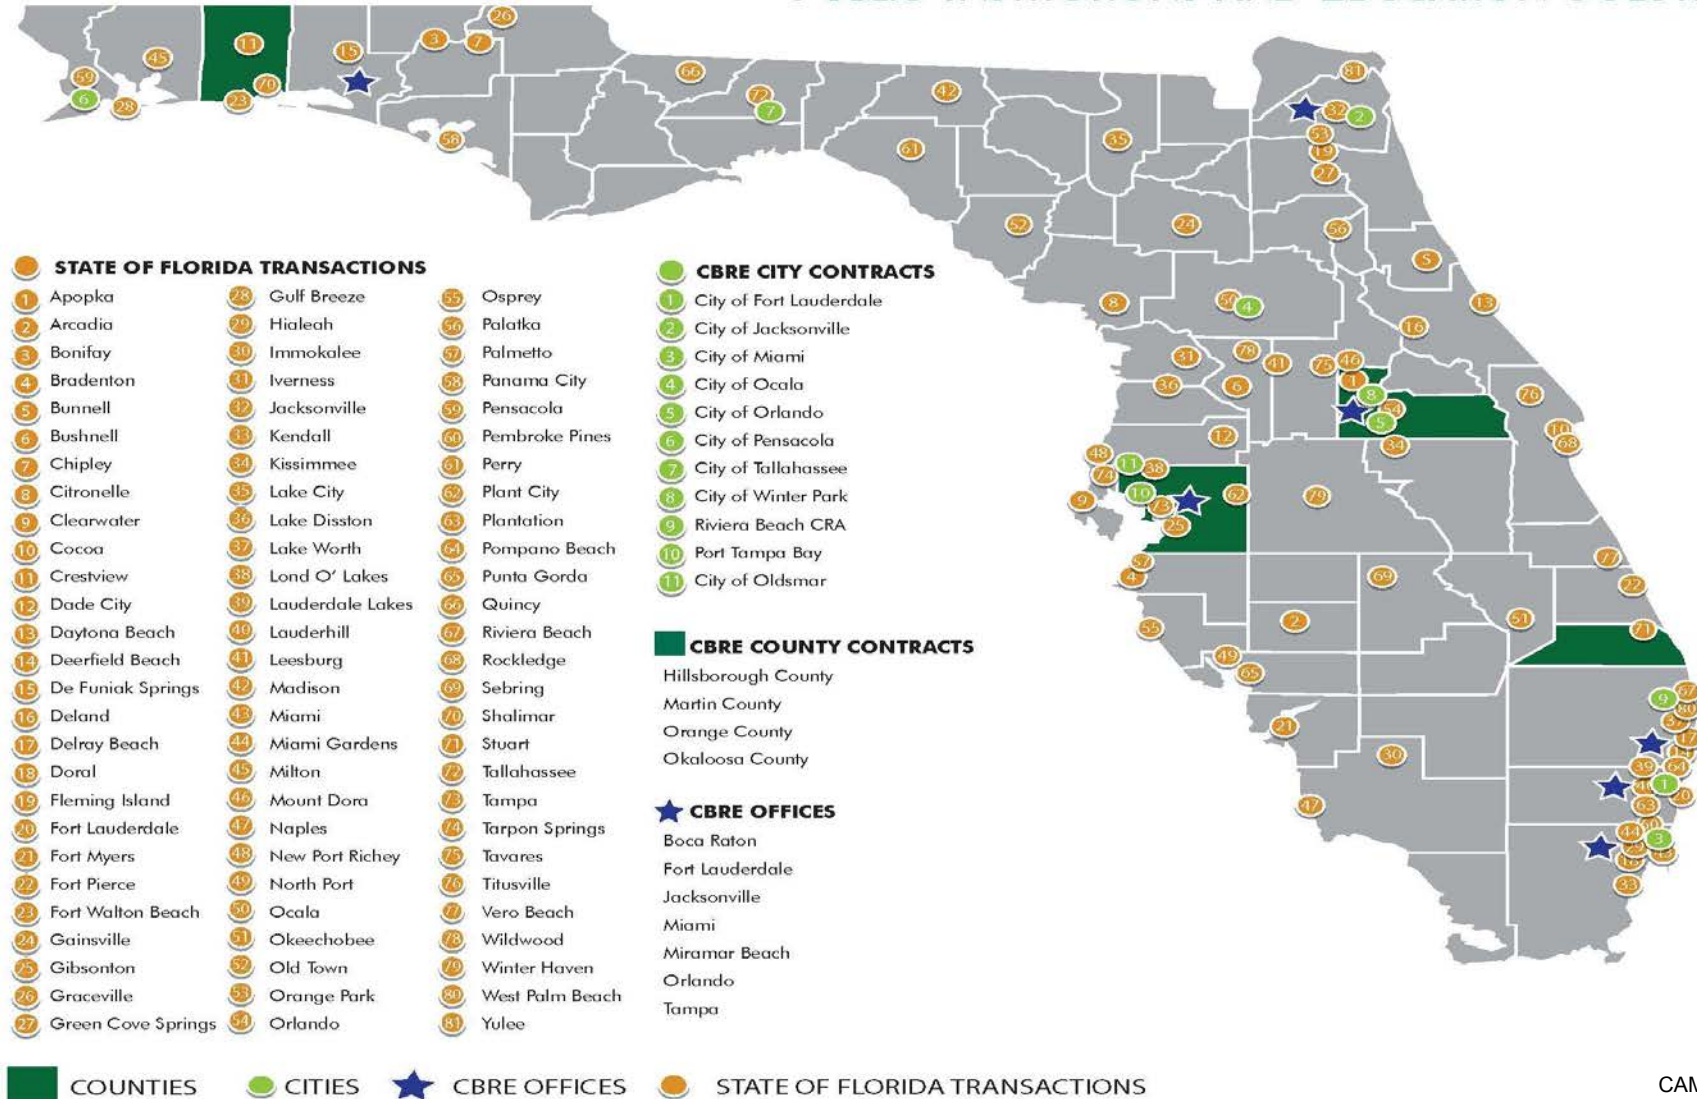 STATE OF FLORIDA TRANSACTIONS
1 Apopka
2 Arcadia
3 Bonifay
4 Bradenton
5 Bunnell
6 Bushnell
7 Chipley
8 Citronelle
9 Clearwater
10 Cocoa
11 Crestview
12 Dade City
13 Daytona Beach
14 Deerfield Beach
15 De Funiak Springs
16 Deland
17 Delray Beach
18 Doral
19 Fleming Island
20 Fort Lauderdale
21 Fort Myers
22 Fort Pierce
23 Fort Walton Beach
24 Gainsville
25 Gibsonton
26 Graceville
27 Green Cove Springs
28 Gulf Breeze
29 Hialeah
30 Immokalee
31 Iverness
32 Jacksonville
33 Kendall
34 Kissimmee
35 Lake City
36 Lake Disston
37 Lake Worth
38 Lond O' Lakes
39 Lauderdale Lakes
40 Lauderhill
41 Leesburg
42 Madison
43 Miami
44 Miami Gardens
45 Milton
46 Mount Dora
47 Naples
48 New Port Richey
49 North Port
50 Ocala
51 Okeechobee
52 Old Town
53 Orange Park
54 Orlando
55 Osprey
56 Palatka
57 Palmetto
58 Panama City
59 Pensacola
60 Pembroke Pines
61 Perry
62 Plant City
63 Plantation
64 Pompano Beach
65 Punta Gorda
66 Quincy
67 Riviera Beach
68 Rockledge
69 Sebring
70 Shalimar
71 Stuart
72 Tallahassee
73 Tampa
74 Tarpon Springs
75 Tavares
76 Titusville
77 Vero Beach
78 Wildwood
79 Winter Haven
80 West Palm Beach
81 Yulee
CBRE CITY CONTRACTS
1 City of Fort Lauderdale
2 City of Jacksonville
3 City of Miami
4 City of Ocala
5 City of Orlando
6 City of Pensacola
7 City of Tallahassee
8 City of Winter Park
9 Riviera Beach CRA
10 Port Tampa Bay
11 City of Oldsmar
CBRE COUNTY CONTRACTS
Hillsborough County
Martin County
Orange County
Okaloosa County
CBRE OFFICES
Boca Raton
Fort Lauderdale
Jacksonville
Miami
Miramar Beach
Orlando
Tampa
COUNTIES
CITIES
CBRE OFFICES
STATE OF FLORIDA TRANSACTIONS
CAM